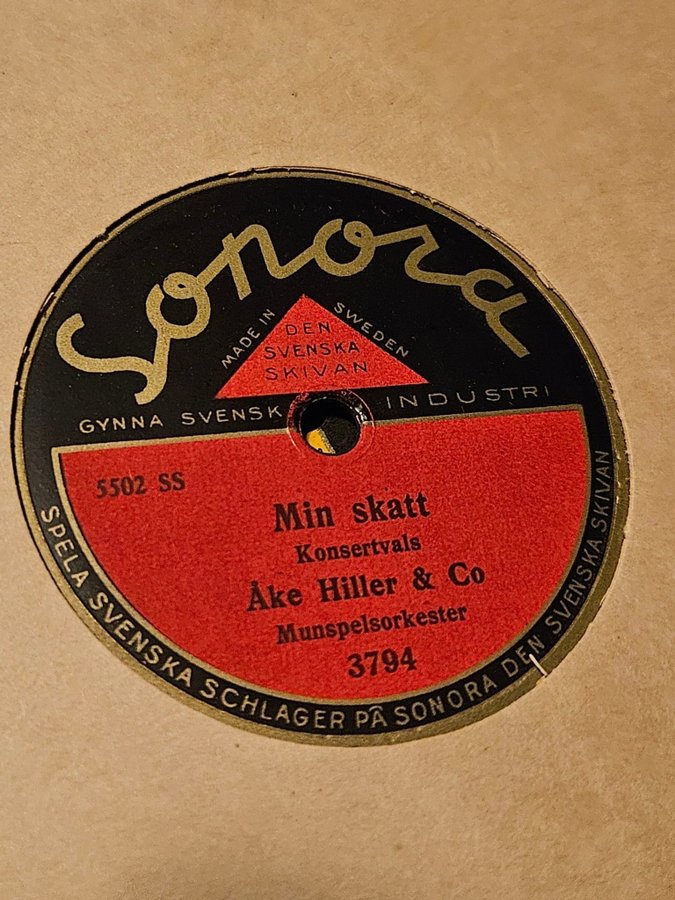 Sonora
MADE IN SWEDEN
DEN
SVENSKA
SKIVAN
GYNNA SVENSK INDUSTRI
5502 SS
Min skatt
Konsertvals
Åke Hiller & Co
Munspelsorkester
3794
SPELA SVENSKA SCHLAGER PÅ SONORA DEN SVENSKA SKIVAN